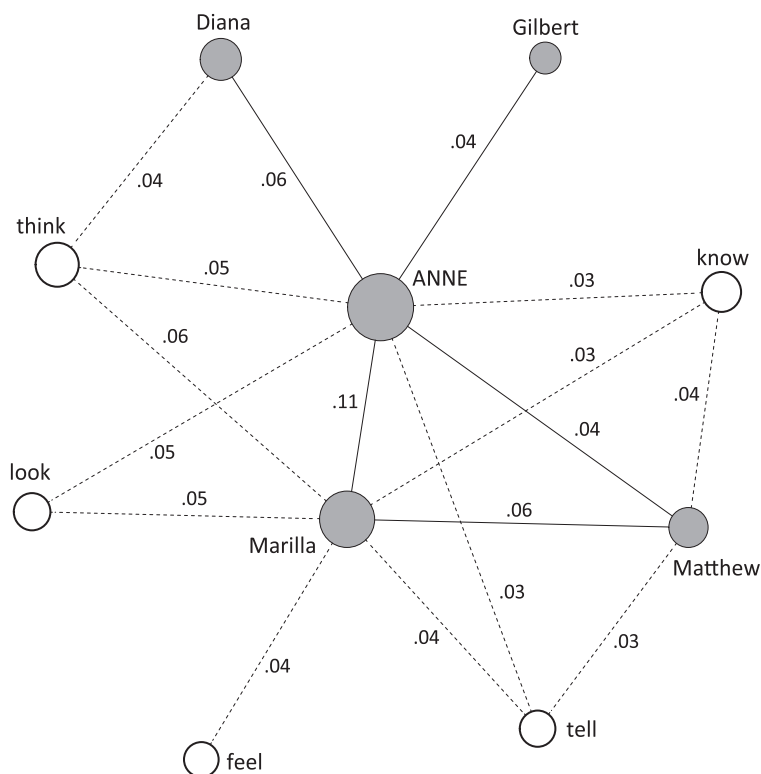 Diana
Gilbert
.04
.06
.04
think
.05
ANNE
.03
know
.06
.03
.11
.04
.04
look
.05
.05
.06
Marilla
Matthew
.03
.04
.03
.04
tell
feel